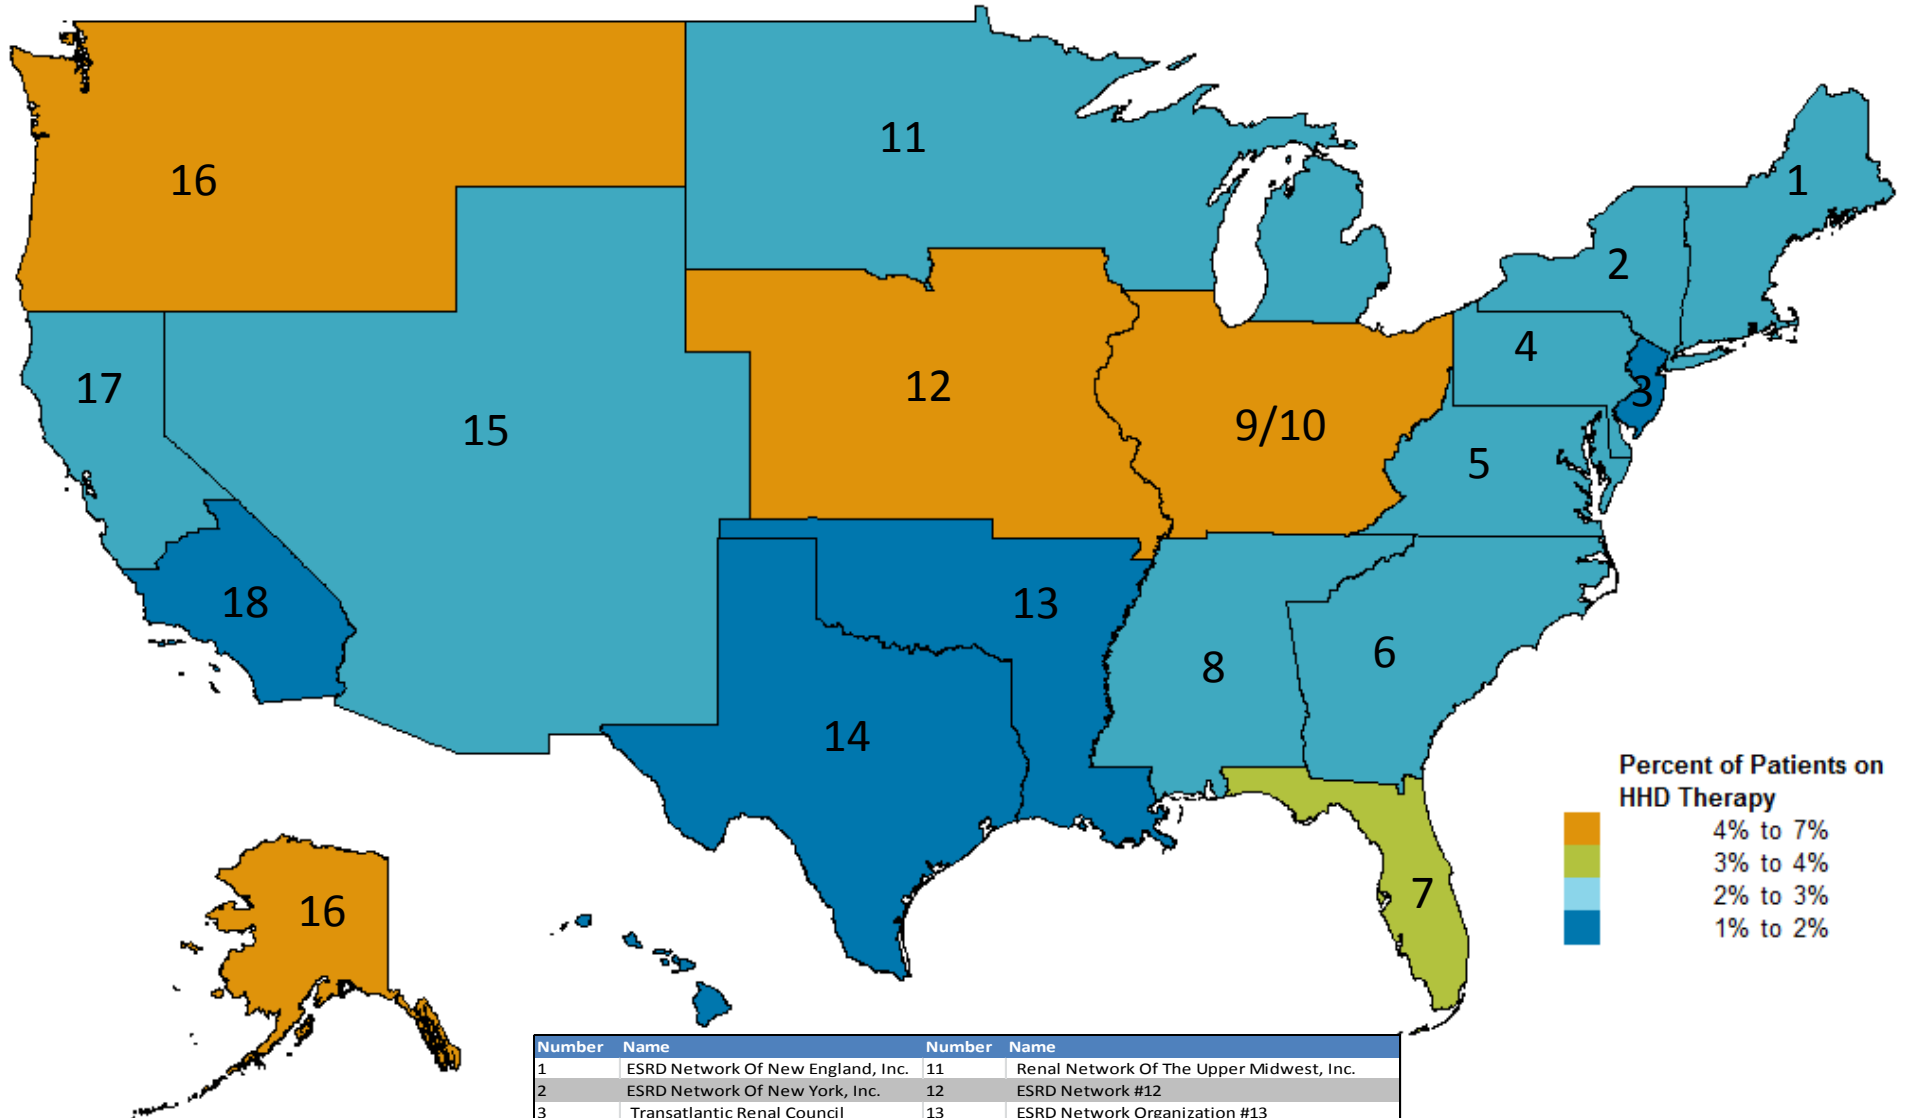 16
11
1
2
4
17
12
3
15
9/10
5
18
13
8
6
14
Percent of Patients on
HHD Therapy
4% to 7%
3% to 4%
2% to 3%
1% to 2%
7
16
Number Name Number Name
1 ESRD Network Of New England, Inc. 11 Renal Network Of The Upper Midwest, Inc.
2 ESRD Network Of New York, Inc. 12 ESRD Network #12
3 Transatlantic Renal Council 13 ESRD Network Organization #13